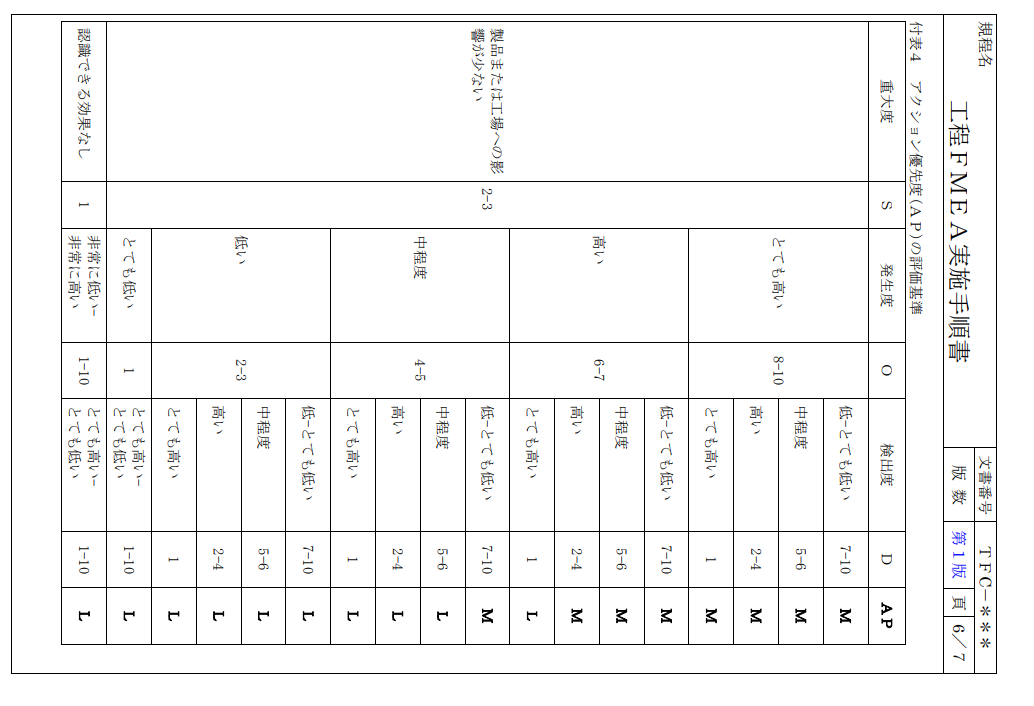 規程名
工程ＦＭＥＡ実施手順書
文書番号 ＴＦＣ－＊＊＊
版 数 第１版 頁 ６／７
付表４ アクション優先度(ＡＰ)の評価基準
重大度 S 発生度 O 検出度 D AP
製品または工場への影
響が少ない
2-3
とても高い 8-10 低-とても低い 7-10 M
中程度 5-6 M
高い 2-4 M
とても高い 1 M
高い 6-7 低-とても低い 7-10 M
中程度 5-6 M
高い 2-4 M
とても高い 1 L
中程度 4-5 低-とても低い 7-10 M
中程度 5-6 L
高い 2-4 L
とても高い 1 L
低い 2-3 低-とても低い 7-10 L
中程度 5-6 L
高い 2-4 L
とても高い 1 L
とても低い 1 とても高い-
とても低い 1-10 L
認識できる効果なし 1 非常に低い-
非常に高い 1-10 とても高い-
とても低い 1-10 L